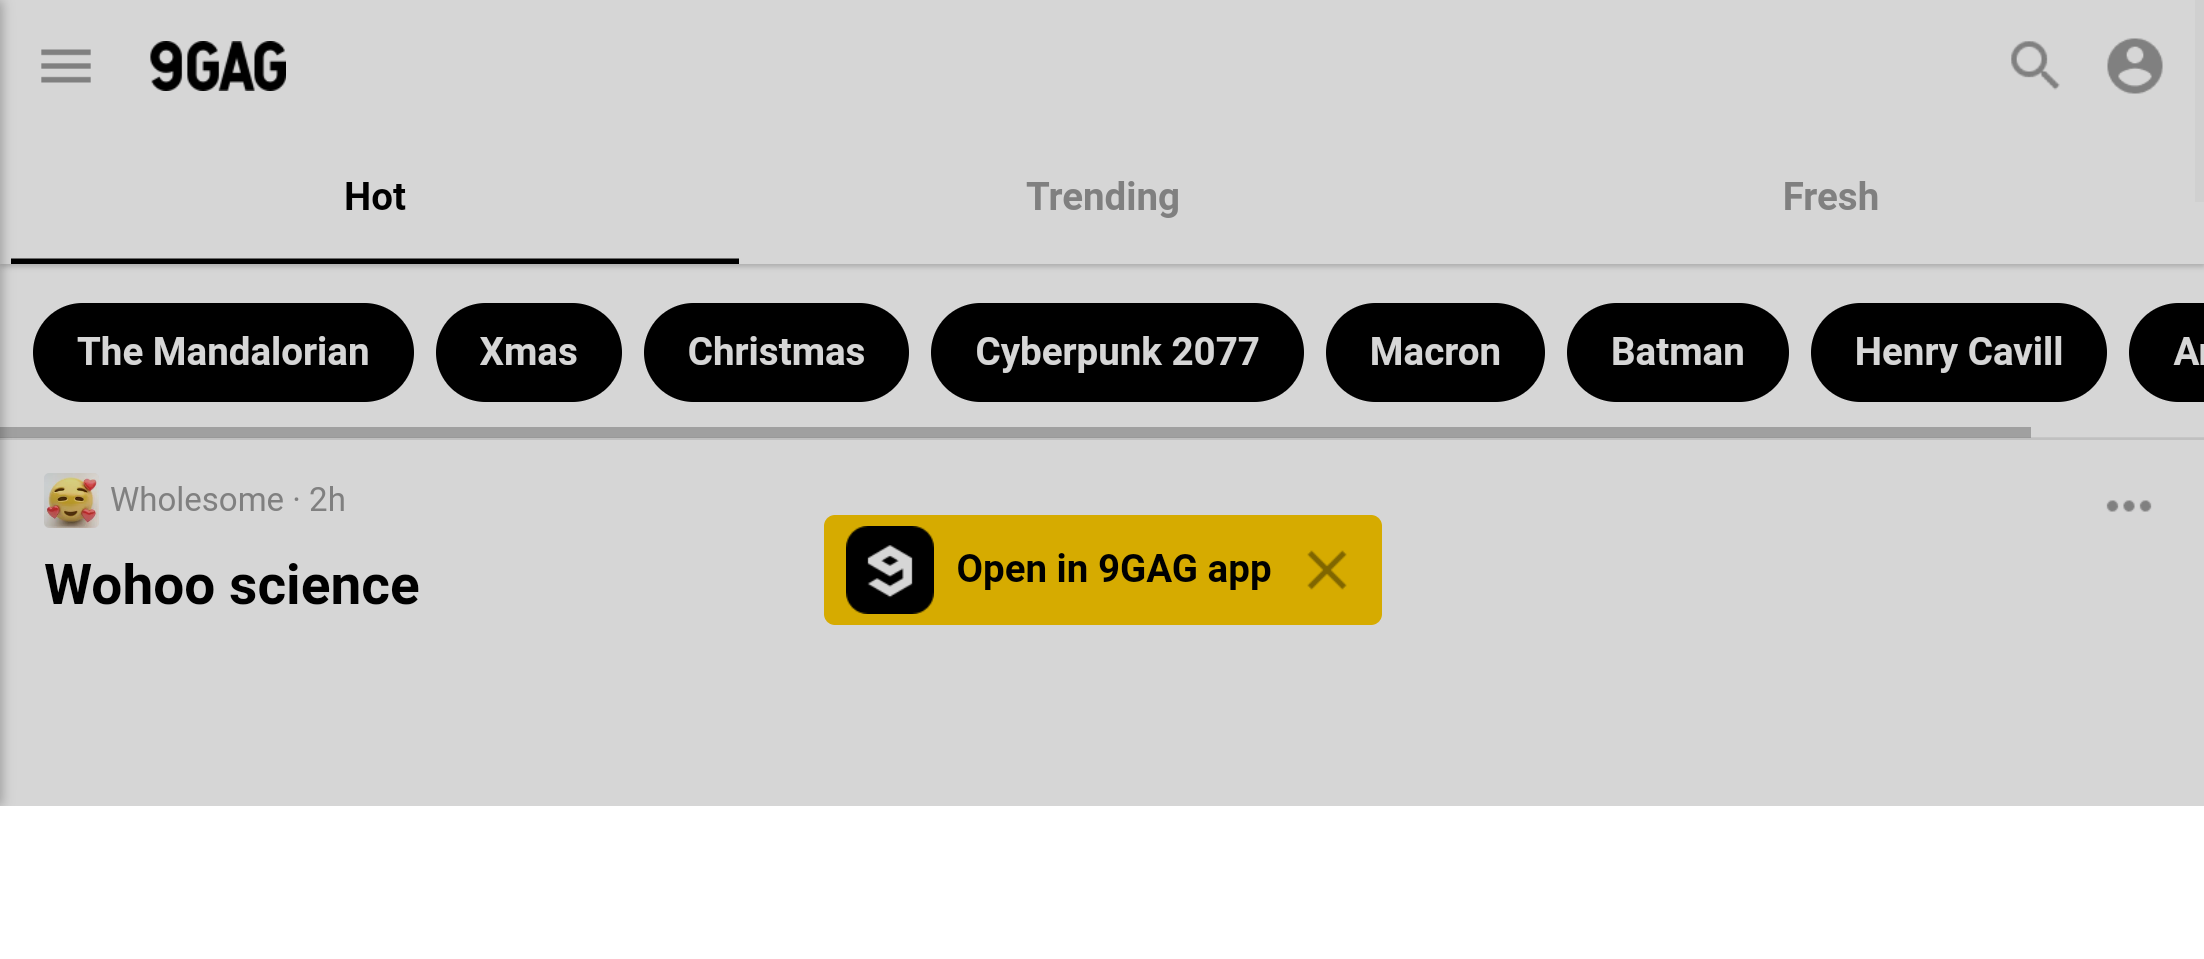 9GAG
Hot Trending Fresh
The Mandalorian Xmas Christmas Cyberpunk 2077 Macron Batman Henry Cavill
Wholesome · 2h
Wohoo science
Open in 9GAG app